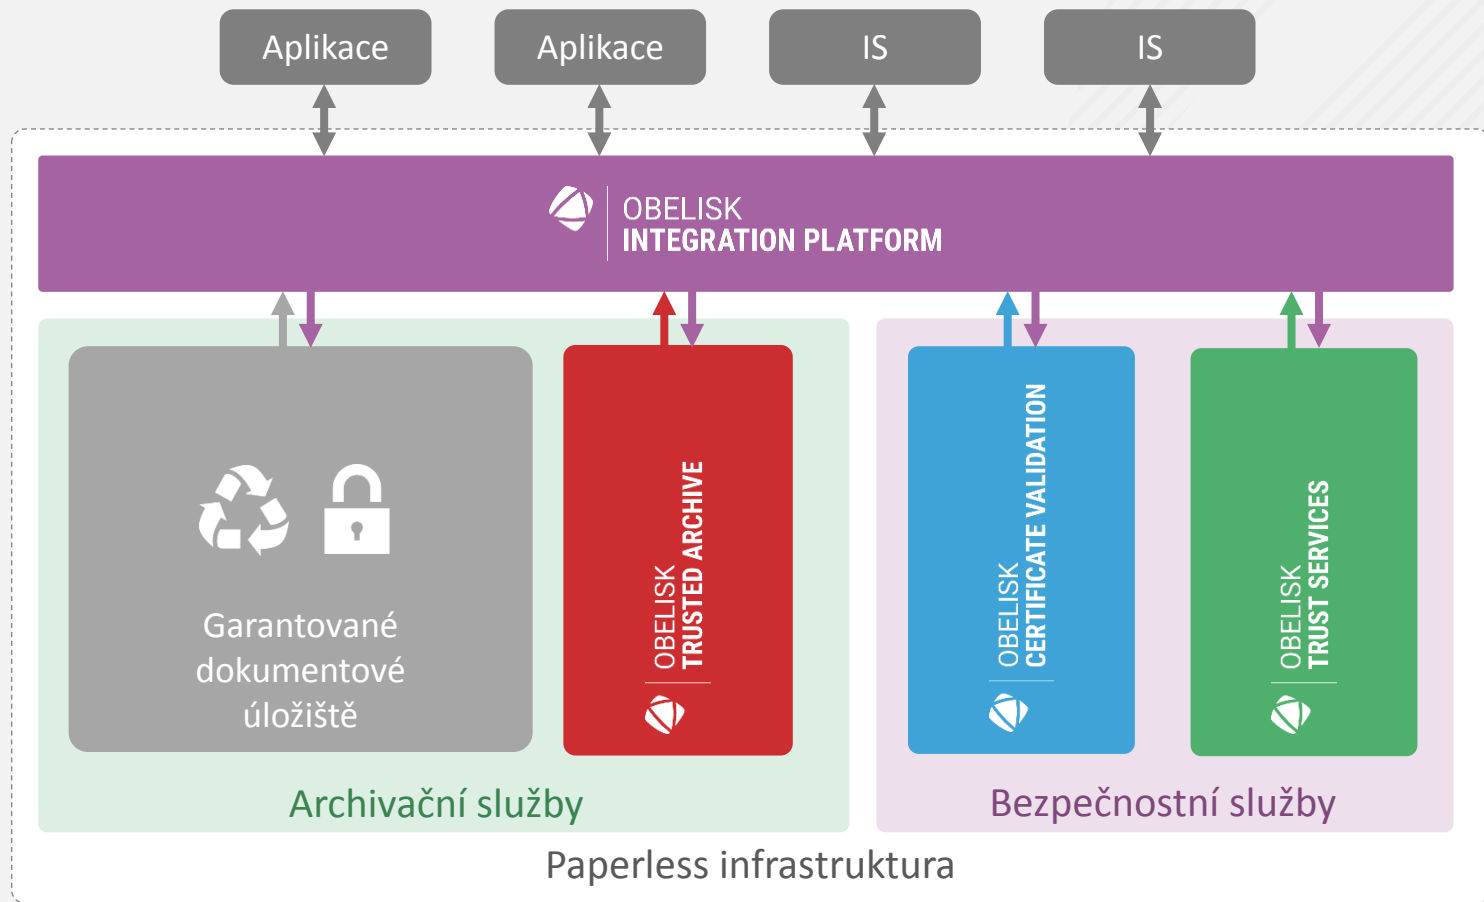 Aplikace
Aplikace
IS
IS
OBELISK
INTEGRATION PLATFORM
Garantované
dokumentové
úložiště
OBELISK
TRUSTED ARCHIVE
OBELISK
CERTIFICATE VALIDATION
OBELISK
TRUST SERVICES
Archivační služby
Bezpečnostní služby
Paperless infrastruktura